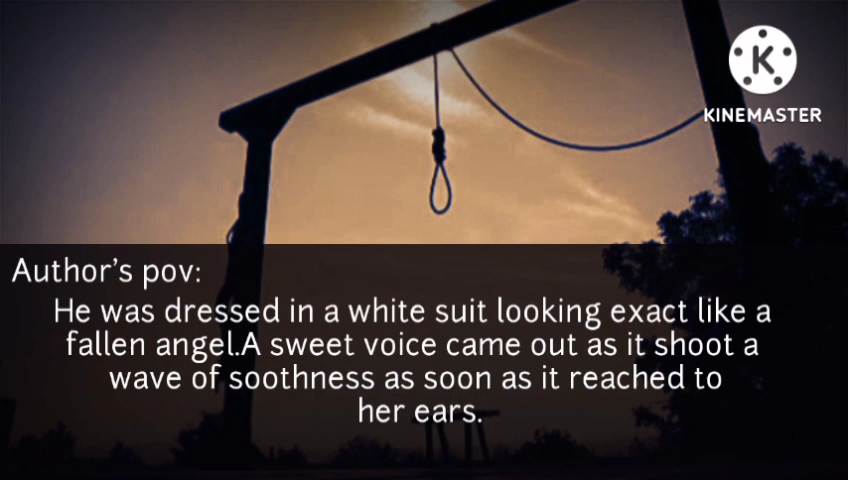 KINEMASTER
Author's pov:
He was dressed in a white suit looking exact like a
fallen angel.A sweet voice came out as it shoot a
wave of soothness as soon as it reached to
her ears.